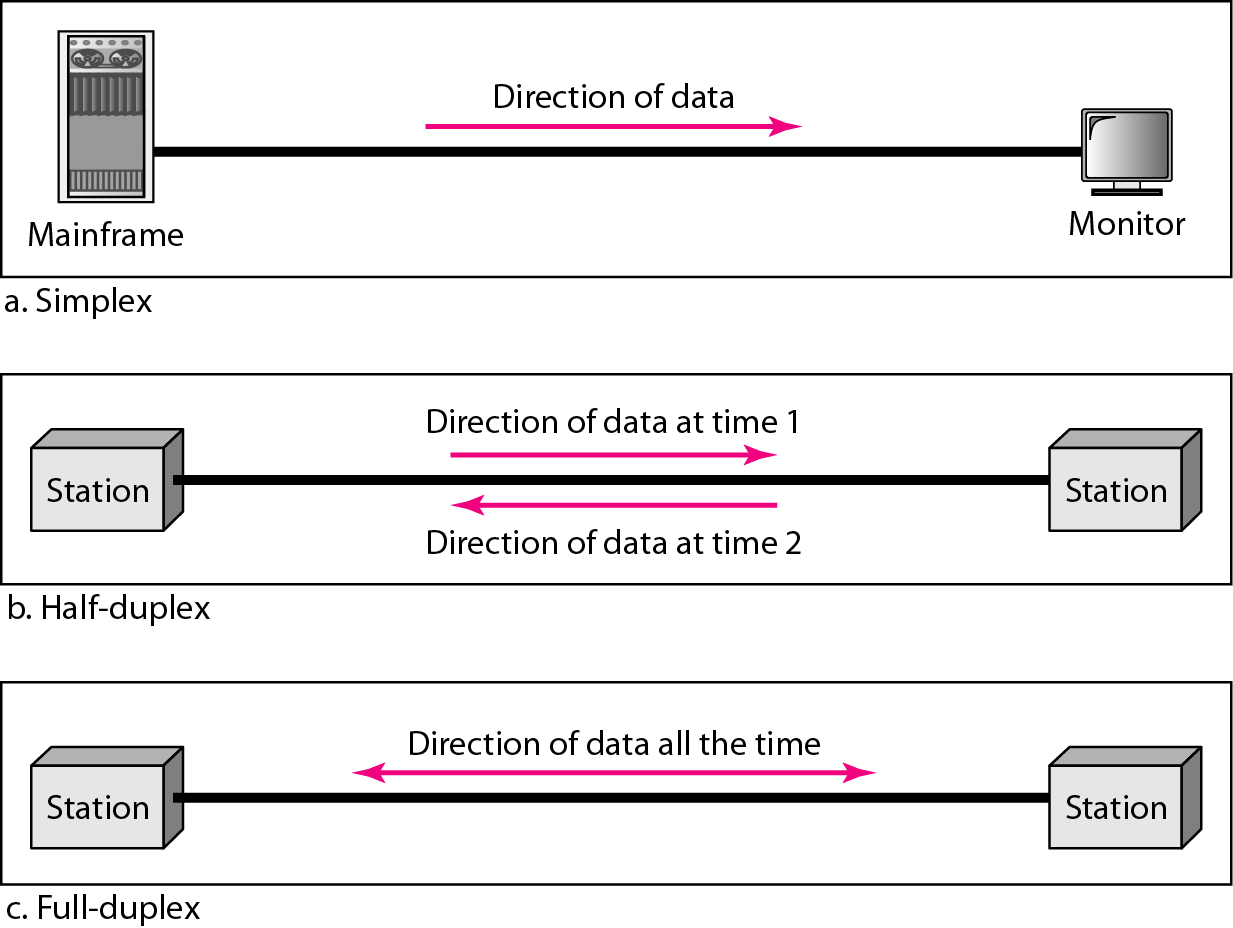 Direction of data
Mainframe
Monitor
a. Simplex
Direction of data at time 1
Station
Station
Direction of data at time 2
b. Half-duplex
Direction of data all the time
Station
Station
c. Full-duplex